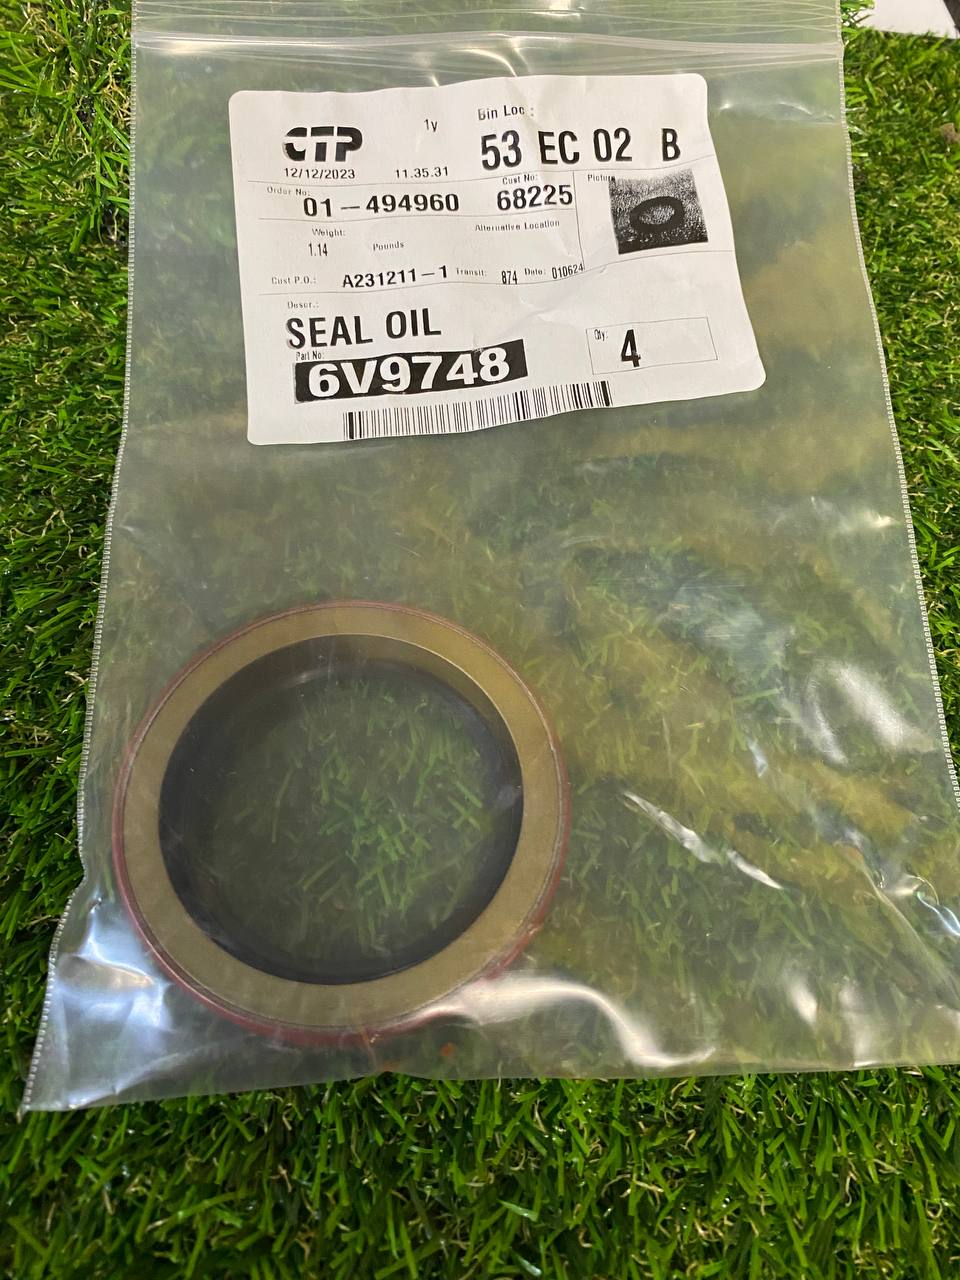 CTP
1y
Bin Loc :
53 EC 02 B
12/12/2023 11.35.31
Order No:
01-494960
Cust No:
68225
Picture
Weight:
1.14 Pounds
Alternative Location
Cust P.O.: A231211-1 Transit: 874 Date: 010624
Descr.:
SEAL OIL
Part No:
6V9748
Qty:
4